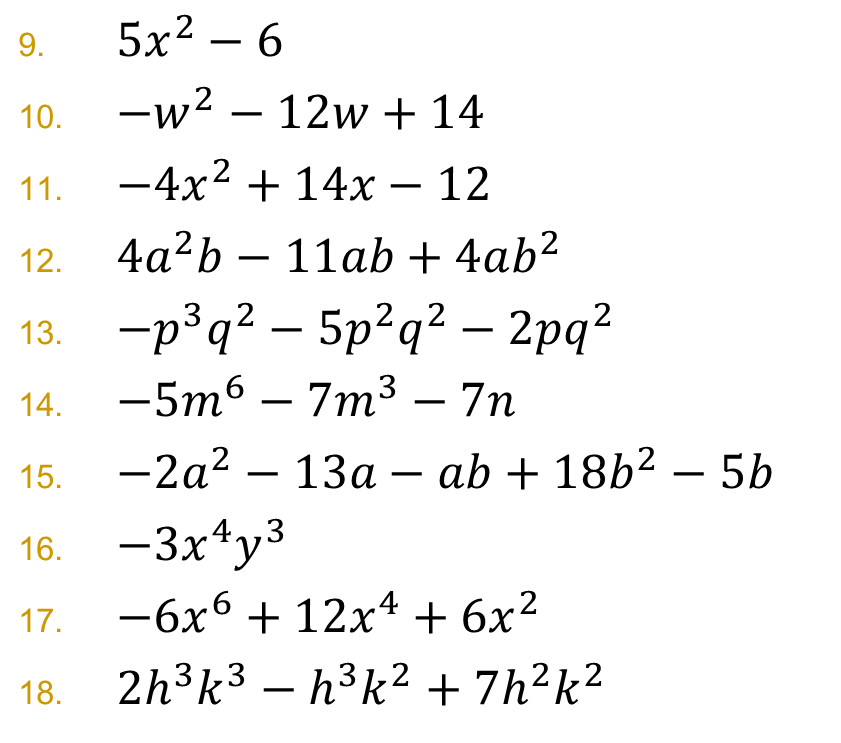 9. 5x² − 6
10. −w² − 12w + 14
11. −4x² + 14x − 12
12. 4a²b − 11ab + 4ab²
13. −p³q² − 5p²q² − 2pq²
14. −5m⁶ − 7m³ − 7n
15. −2a² − 13a − ab + 18b² − 5b
16. −3x⁴y³
17. −6x⁶ + 12x⁴ + 6x²
18. 2h³k³ − h³k² + 7h²k²